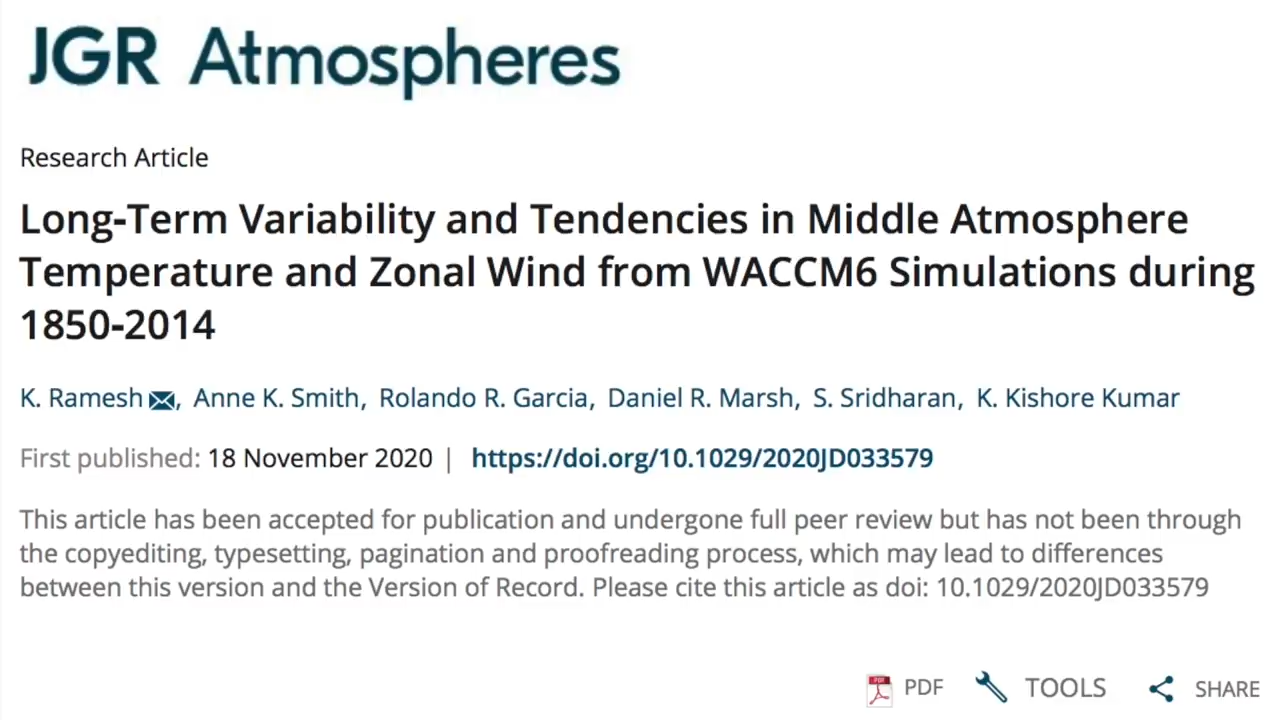 JGR Atmospheres
Research Article
Long-Term Variability and Tendencies in Middle Atmosphere
Temperature and Zonal Wind from WACCM6 Simulations during
1850-2014
K. Ramesh, Anne K. Smith, Rolando R. Garcia, Daniel R. Marsh, S. Sridharan, K. Kishore Kumar
First published: 18 November 2020 | https://doi.org/10.1029/2020JD033579
This article has been accepted for publication and undergone full peer review but has not been through
the copyediting, typesetting, pagination and proofreading process, which may lead to differences
between this version and the Version of Record. Please cite this article as doi: 10.1029/2020JD033579
PDF PDF TOOLS SHARE